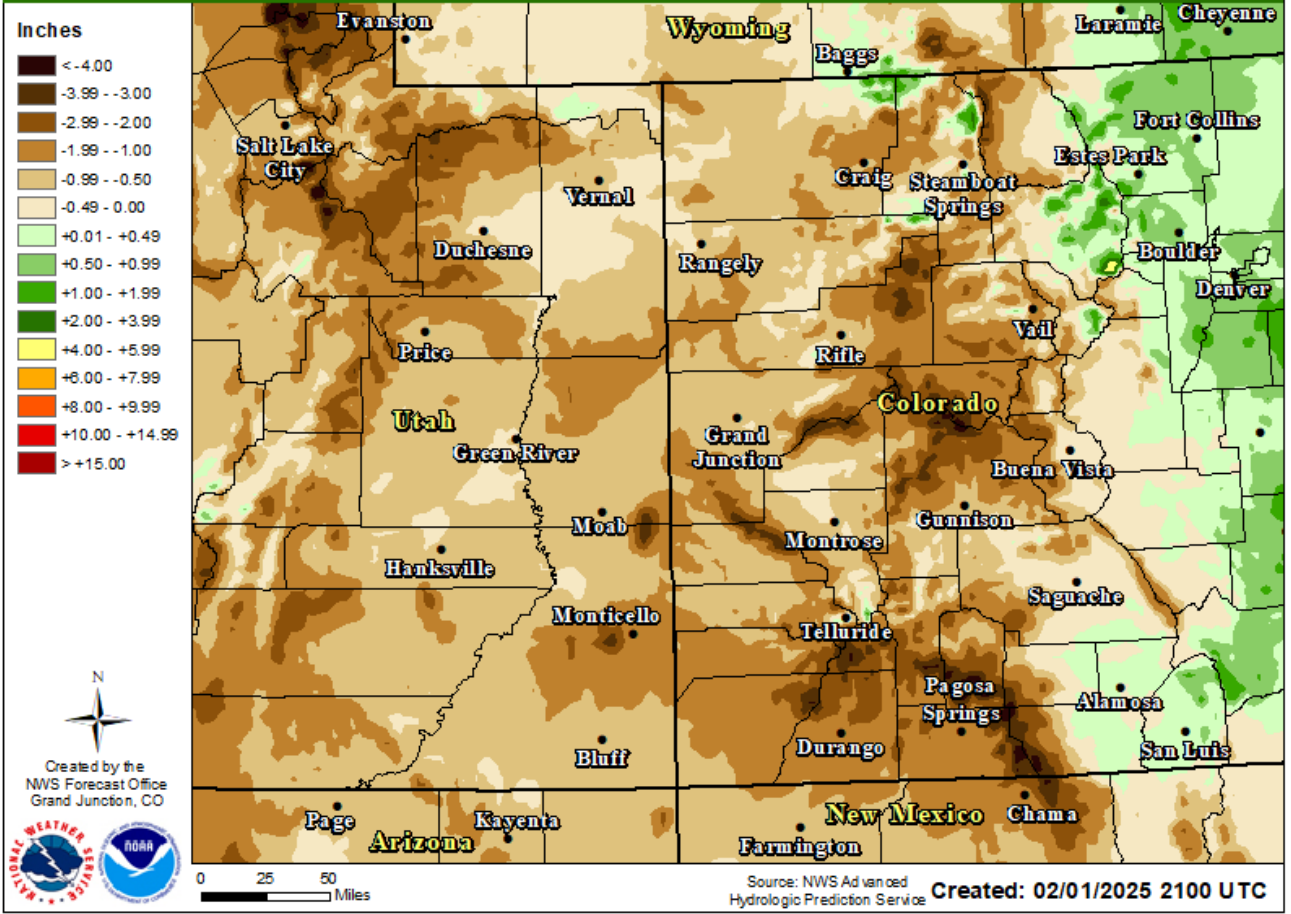 Inches
< -4.00
-3.99 - -3.00
-2.99 - -2.00
-1.99 - -1.00
-0.99 - -0.50
-0.49 - 0.00
+0.01 - +0.49
+0.50 - +0.99
+1.00 - +1.99
+2.00 - +3.99
+4.00 - +5.99
+6.00 - +7.99
+8.00 - +9.99
+10.00 - +14.99
> +15.00
N
Created by the
NWS Forecast Office
Grand Junction, CO
NATIONAL WEATHER
SERVICE
NOAA
Evanston
Wyoming
Laramie
Cheyenne
Baggs
Salt Lake
City
Fort Collins
Estes Park
Craig
Steamboat
Springs
Vernal
Duchesne
Rangely
Boulder
Denver
Price
Rifle
Vail
Utah
Colorado
Green River
Grand
Junction
Buena Vista
Moab
Gunnison
Montrose
Hanksville
Saguache
Monticello
Telluride
Pagosa
Springs
Alamosa
Bluff
Durango
San Luis
Page
Arizona
Kayenta
New Mexico
Chama
Farmington
0 25 50
Miles
Source: NWS Advanced
Hydrologic Prediction Service
Created: 02/01/2025 2100 UTC